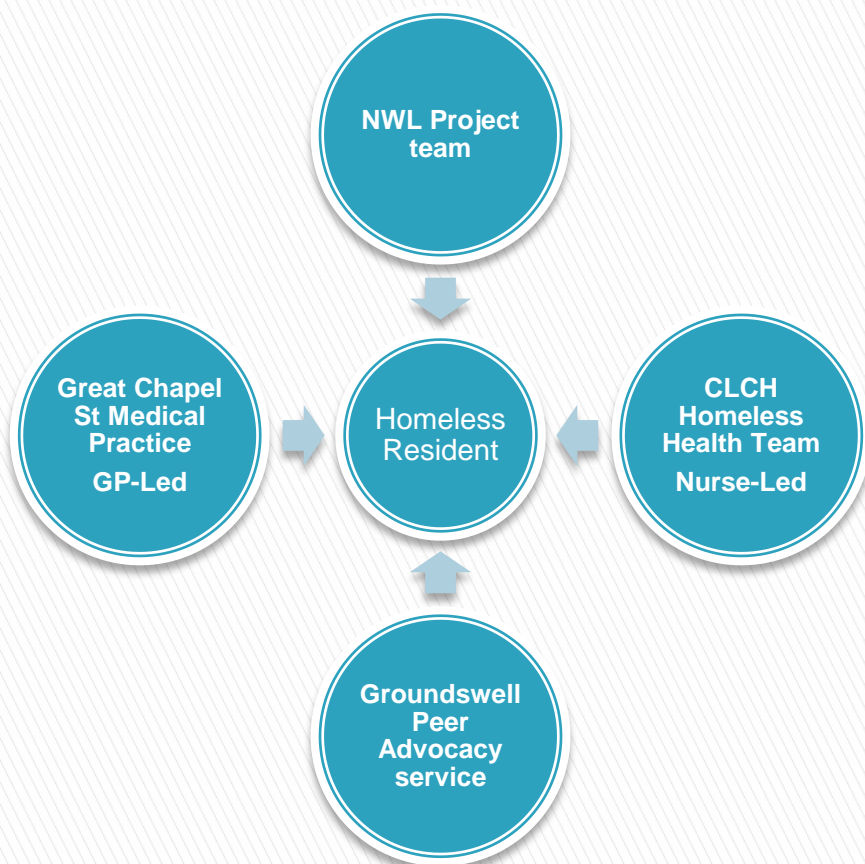 NWL Project
team
Great Chapel
St Medical
Practice
GP-Led
Homeless
Resident
CLCH
Homeless
Health Team
Nurse-Led
Groundswell
Peer
Advocacy
service